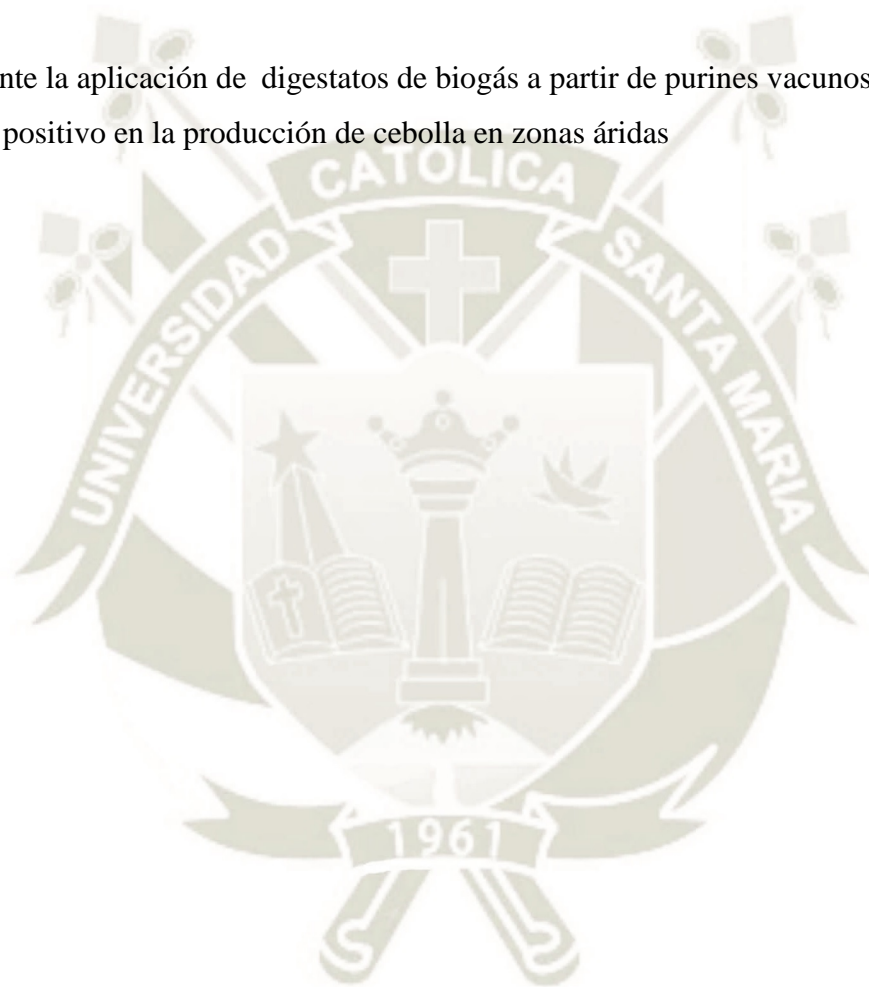 nte la aplicación de digestatos de biogás a partir de purines vacunos
positivo en la producción de cebolla en zonas áridas
UNIVERSIDAD CATOLICA SANTA MARIA
1961